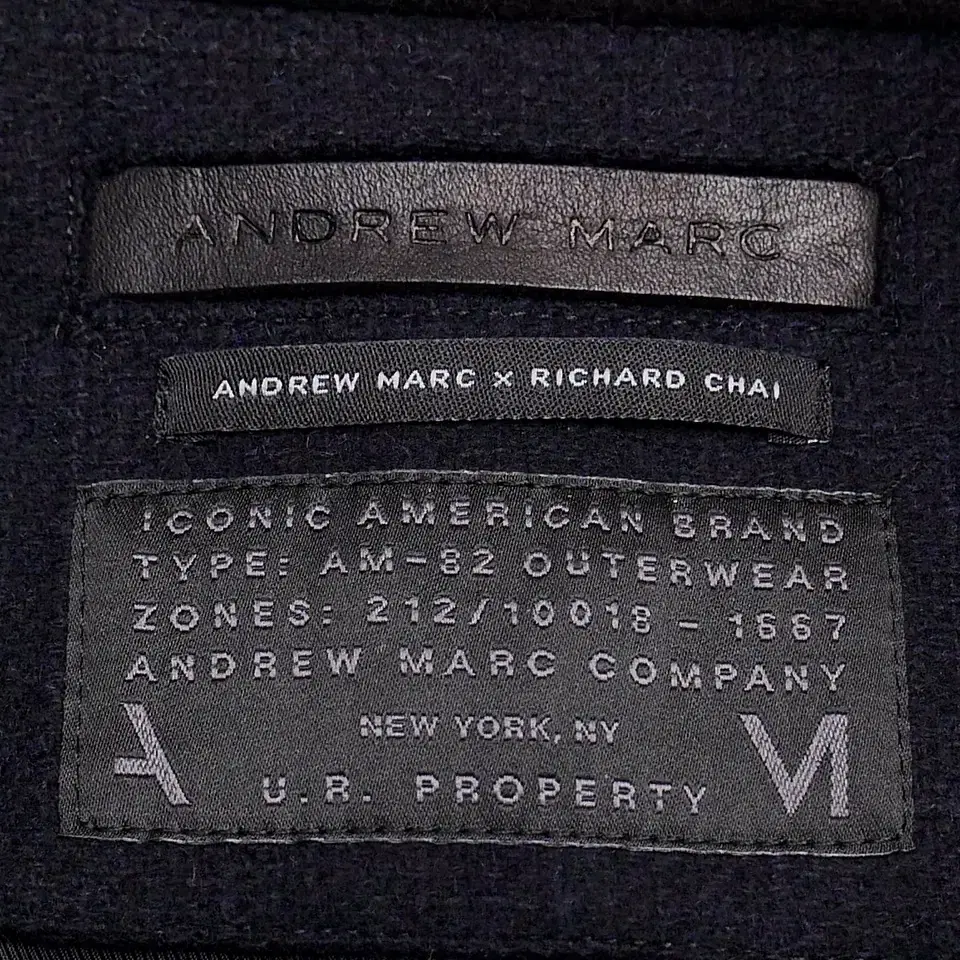 ANDREW MARC
ANDREW MARC x RICHARD CHAI
ICONIC AMERICAN BRAND
TYPE: AM-82 OUTERWEAR
ZONES: 212/10018 - 1667
ANDREW MARC COMPANY
NEW YORK, NY
A M
U.R. PROPERTY